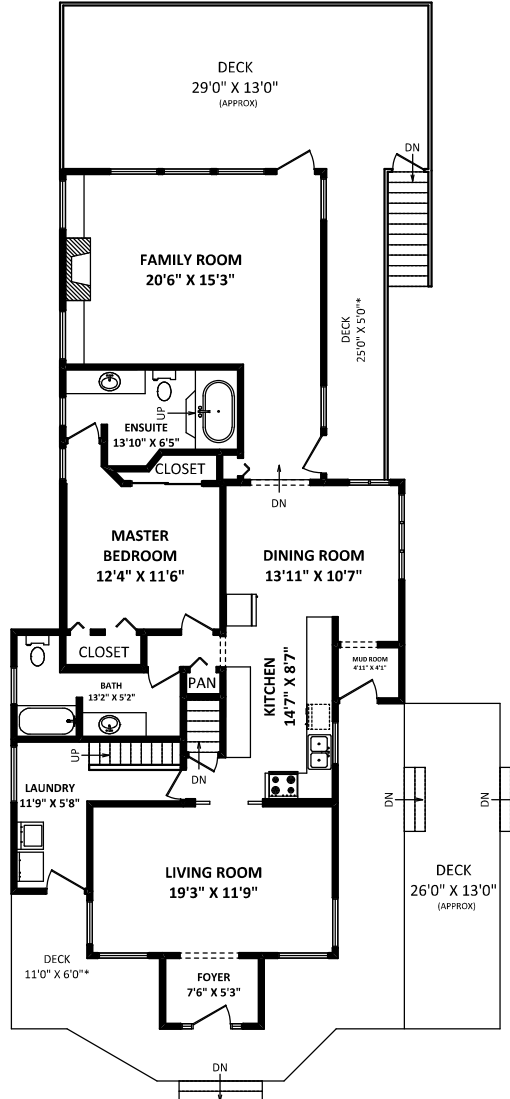 DECK
29'0" X 13'0"
(APPROX)
DN
FAMILY ROOM
20'6" X 15'3"
DECK
25'0" X 5'0"*
UP
ENSUITE
13'10" X 6'5"
CLOSET
DN
MASTER
BEDROOM
12'4" X 11'6"
DINING ROOM
13'11" X 10'7"
CLOSET
MUD ROOM
4'11" X 4'1"
BATH
13'2" X 5'2"
PAN
KITCHEN
14'7" X 8'7"
UP
DN
LAUNDRY
11'9" X 5'8"
DN
DN
LIVING ROOM
19'3" X 11'9"
DECK
26'0" X 13'0"
(APPROX)
DECK
11'0" X 6'0"*
FOYER
7'6" X 5'3"
DN